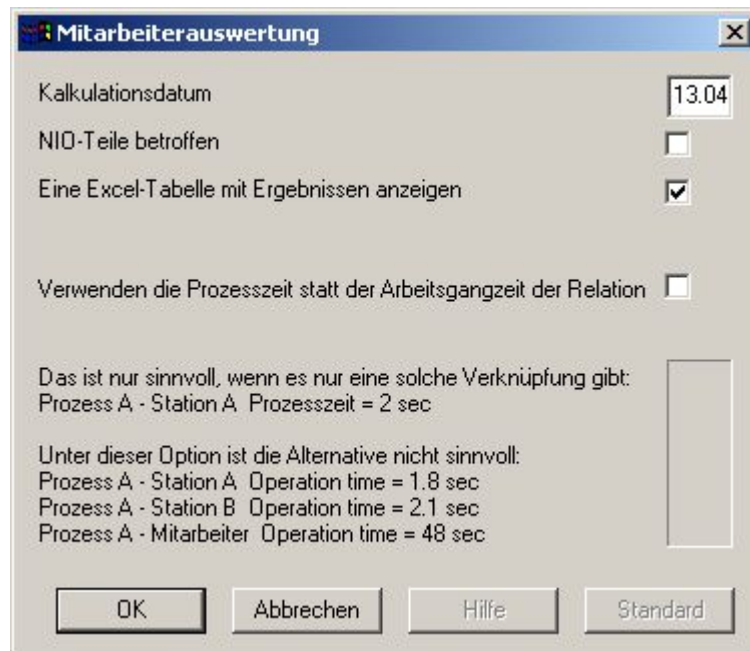 Mitarbeiterauswertung
Kalkulationsdatum 13.04
NIO-Teile betroffen
Eine Excel-Tabelle mit Ergebnissen anzeigen
Verwenden die Prozesszeit statt der Arbeitsgangzeit der Relation
Das ist nur sinnvoll, wenn es nur eine solche Verknüpfung gibt:
Prozess A - Station A Prozesszeit = 2 sec
Unter dieser Option ist die Alternative nicht sinnvoll:
Prozess A - Station A Operation time = 1.8 sec
Prozess A - Station B Operation time = 2.1 sec
Prozess A - Mitarbeiter Operation time = 48 sec
OK Abbrechen Hilfe Standard